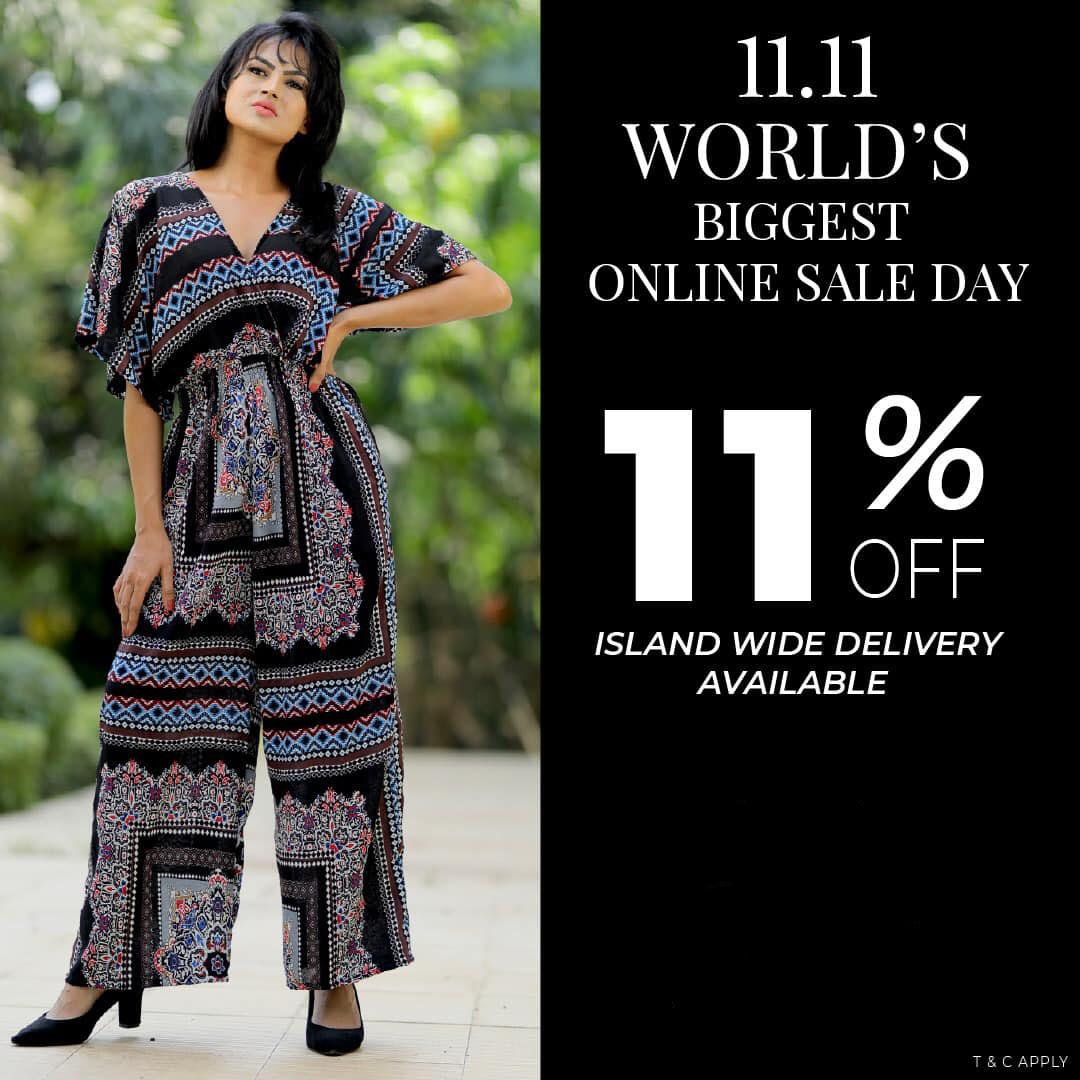 11.11
WORLD’S
BIGGEST
ONLINE SALE DAY
11%
OFF
ISLAND WIDE DELIVERY
AVAILABLE
T & C APPLY